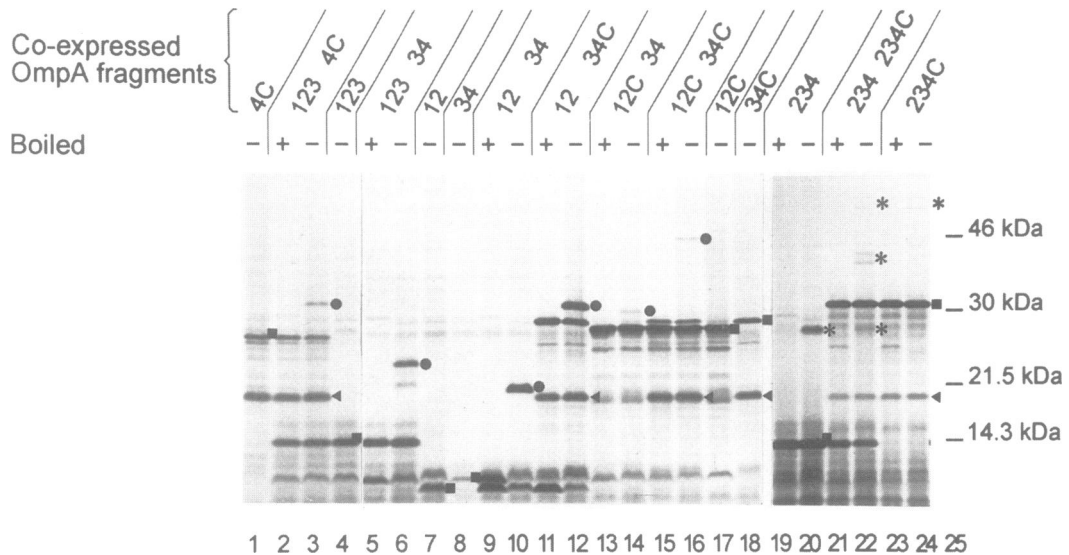 Co-expressed
OmpA fragments
4C
123 4C
123
123 34
12
34
12 34
12 34C
12C 34
12C 34C
12C
34C
234
234 234C
234C
Boiled − + − − + − − − + − + − + − + − − − + − + − + −
* *
46 kDa
*
30 kDa
* *
21.5 kDa
14.3 kDa
1 2 3 4 5 6 7 8 9 10 11 12 13 14 15 16 17 18 19 20 21 22 23 24 25